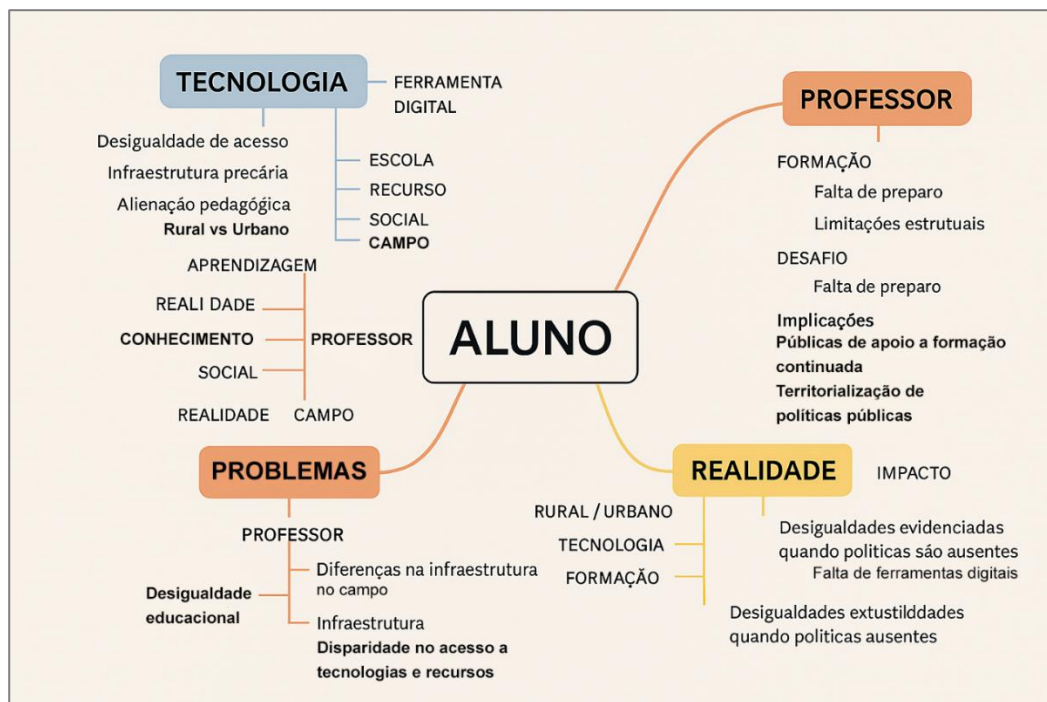 TECNOLOGIA
FERRAMENTA
DIGITAL
Desigualdade de acesso
Infraestrutura precária
Alienação pedagógǐca
Rural vs Urbano
ESCOLA
RECURSO
SOCIAL
CAMPO
APRENDIZAGEM
REALI DADE
CONHECIMENTO
PROFESSOR
SOCIAL
REALIDADE
CAMPO
ALUNO
PROFESSOR
FORMAÇÃO
Falta de preparo
Limitações estrutuais
DESAFIO
Falta de preparo
Implicações
Públicas de apoio a formação
continuada
Territorialização de
políticas públicas
PROBLEMAS
PROFESSOR
Diferenças na infraestrutura
no campo
Desigualdade
educacional
Infraestrutura
Disparidade no acesso a
tecnologias e recursos
REALIDADE
IMPACTO
RURAL / URBANO
TECNOLOGIA
FORMAÇÃO
Desigualdades evidenciadas
quando politicas são ausentes
Falta de ferramentas digitais
Desigualdades extustilddades
quando politicas ausentes